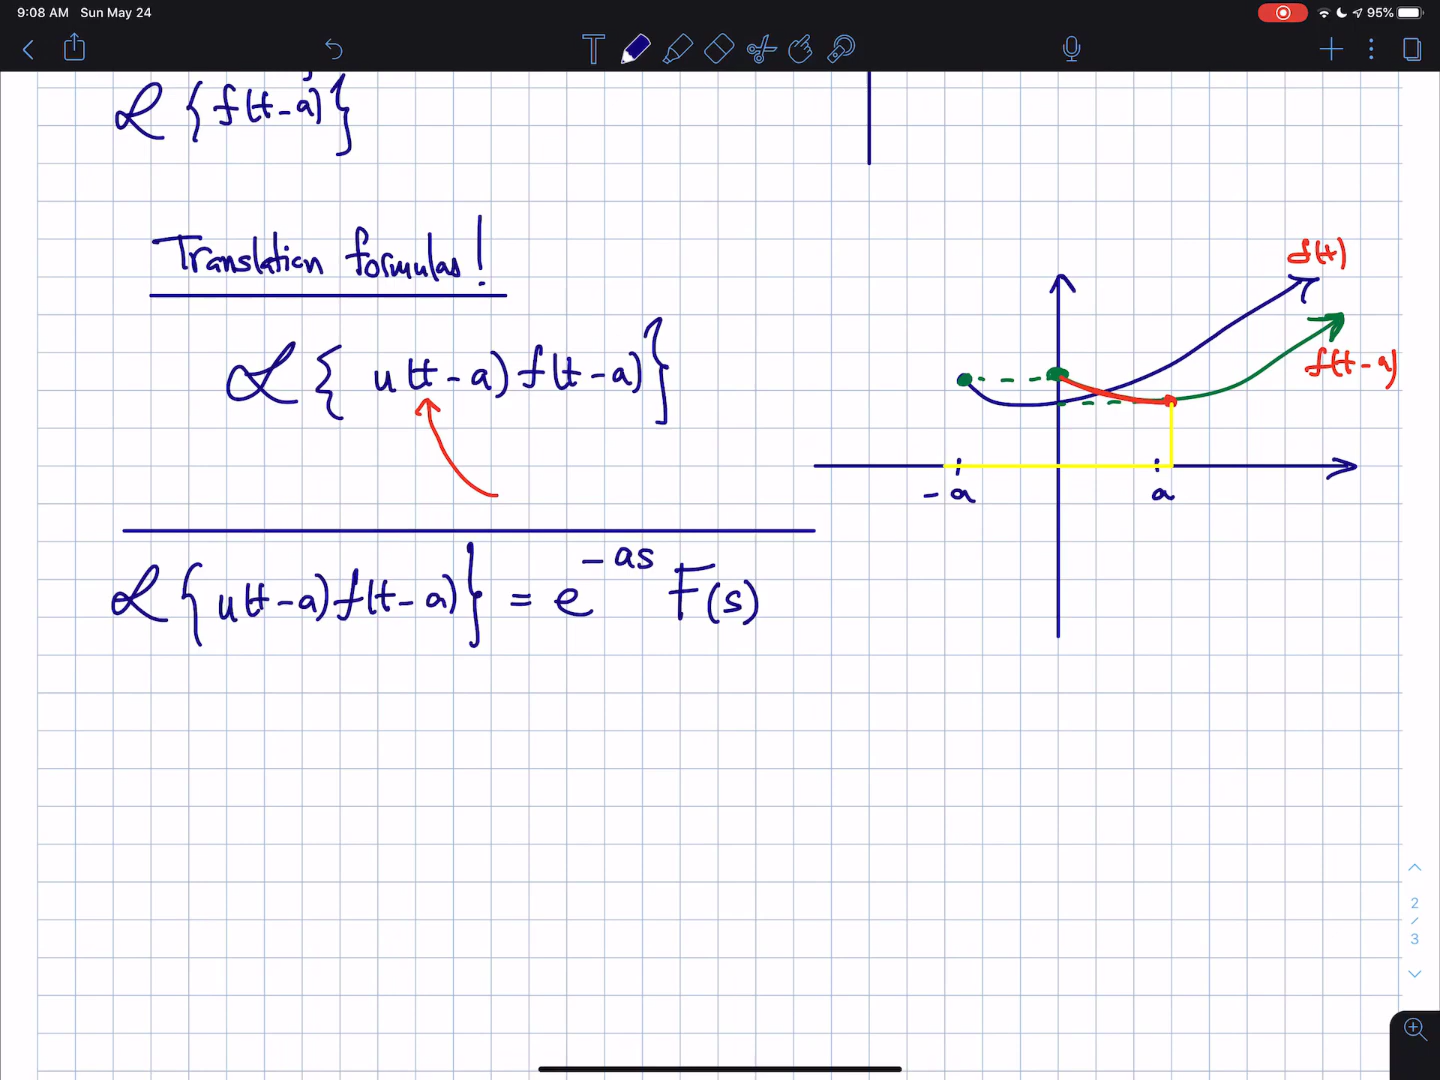 9:08 AM Sun May 24
95%
ℒ{f(t-a)}
Translation formulas!
ℒ{u(t-a)f(t-a)}
ℒ{u(t-a)f(t-a)} = e^{-as} F(s)
f(t)
f(t-a)
-a
a
2
/
3